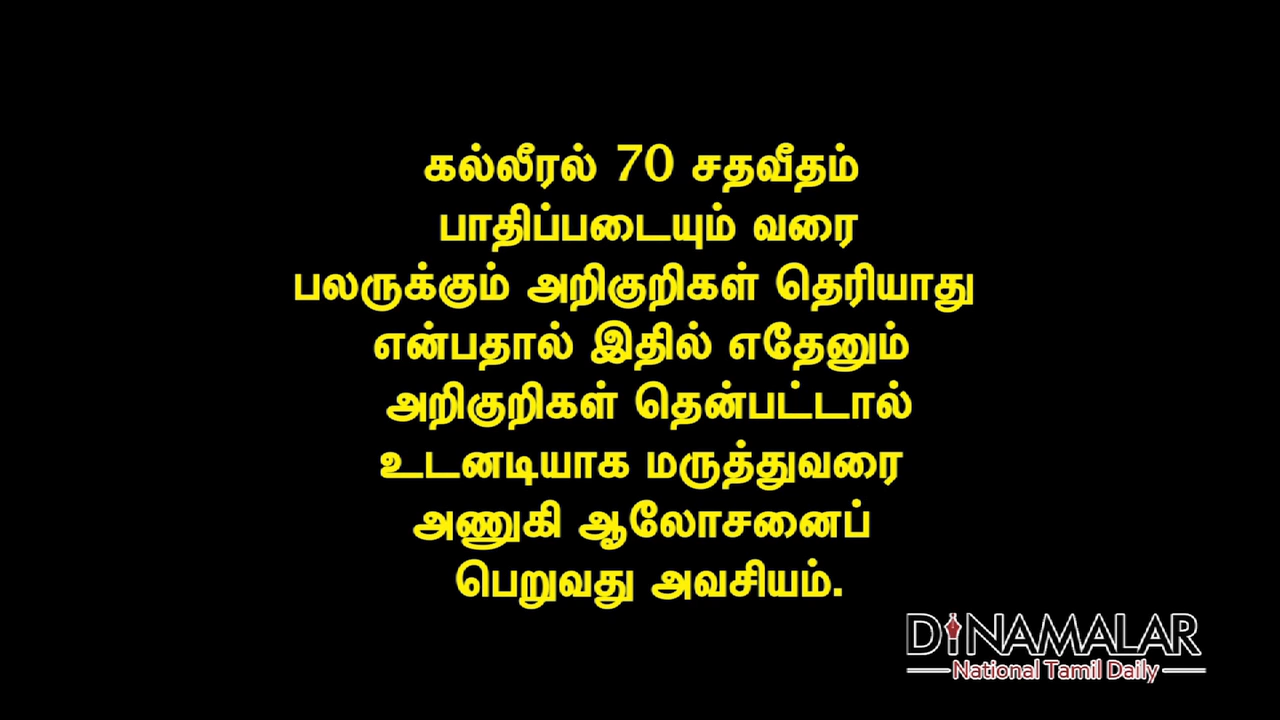 கல்லீரல் 70 சதவீதம்
பாதிப்படையும் வரை
பலருக்கும் அறிகுறிகள் தெரியாது
என்பதால் இதில் எதேனும்
அறிகுறிகள் தென்பட்டால்
உடனடியாக மருத்துவரை
அணுகி ஆலோசனைப்
பெறுவது அவசியம்.
DINAMALAR
National Tamil Daily